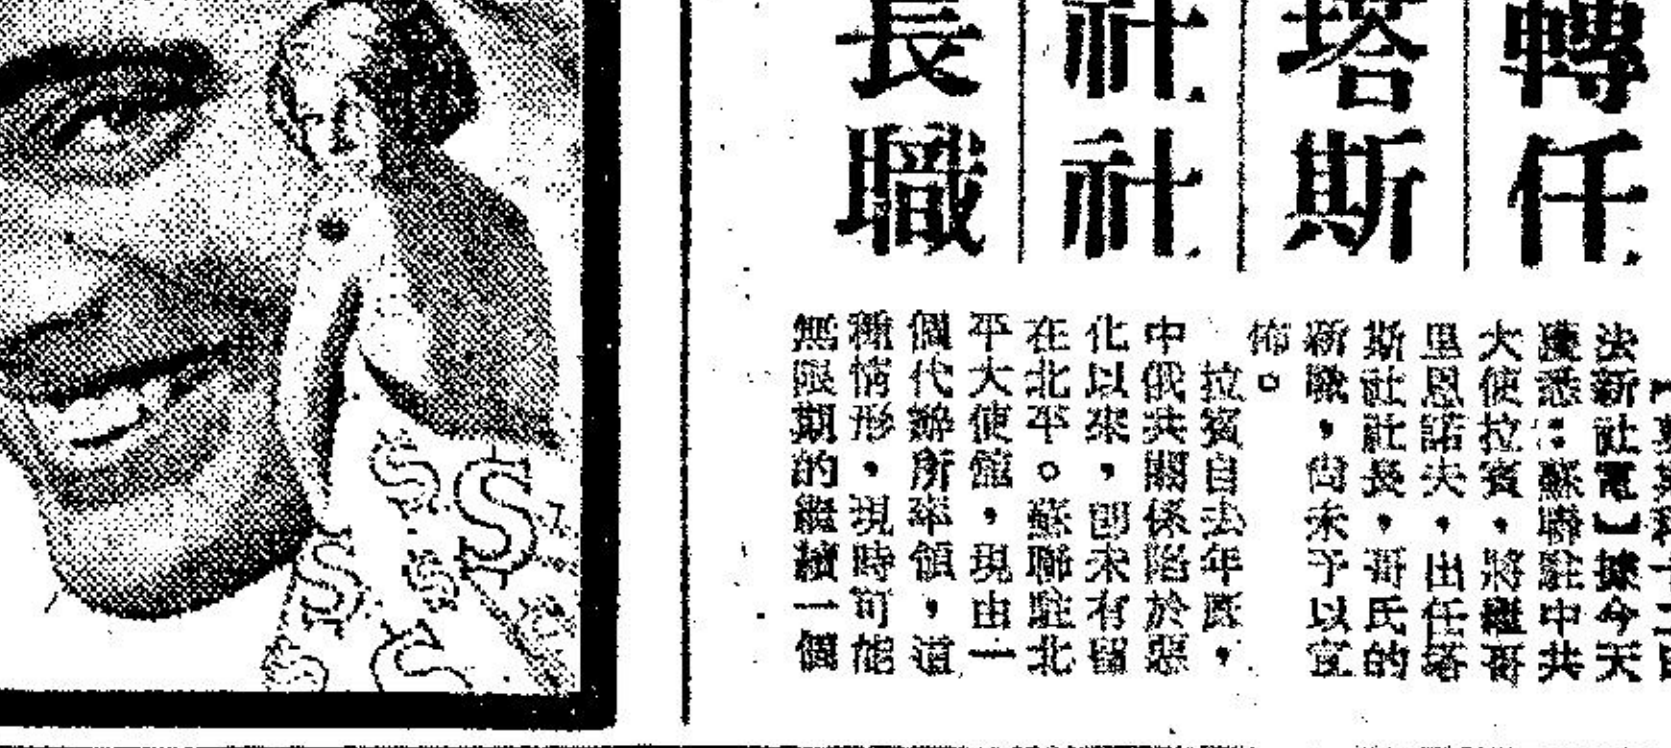 轉任
塔斯
社社
長職
法新社電】據今天
獲悉：蘇聯駐中共
大使拉賓，將繼哥
里恩諾夫，出任塔
斯社社長，哥氏的
新職，尚未予以宣
佈。
拉賓自去年既，
中俄共關係陷於惡
化以來，卽未有留
在北平。蘇聯駐北
平大使館，現由一
個代辦所率領，這
種情形，現時可能
無限期的繼續一個